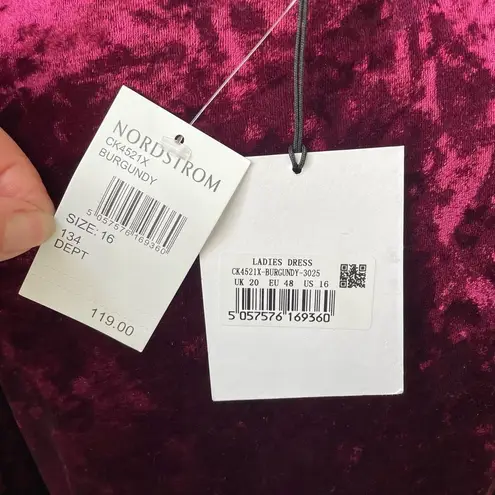 NORDSTROM
CK4521X
BURGUNDY
5 057576 169360
SIZE: 16
134
DEPT
119.00
LADIES DRESS
CK4521X-BURGUNDY-3025
UK 20 EU 48 US 16
5 057576 169360